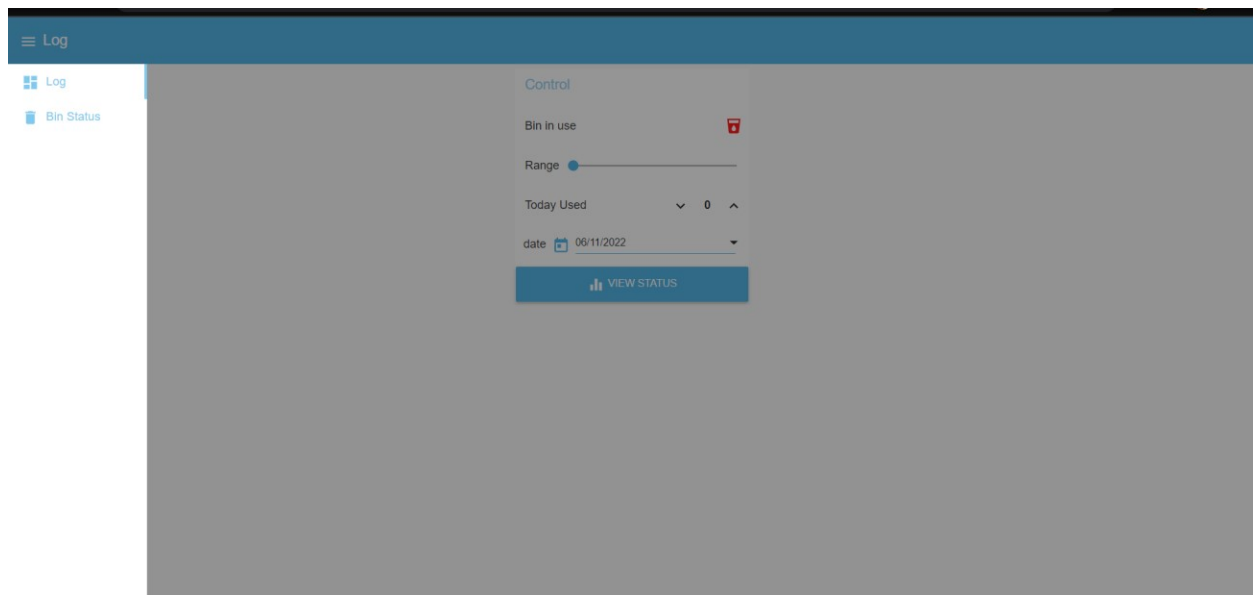 Log
Log
Bin Status
Control
Bin in use
Range
Today Used 0
date 06/11/2022
VIEW STATUS